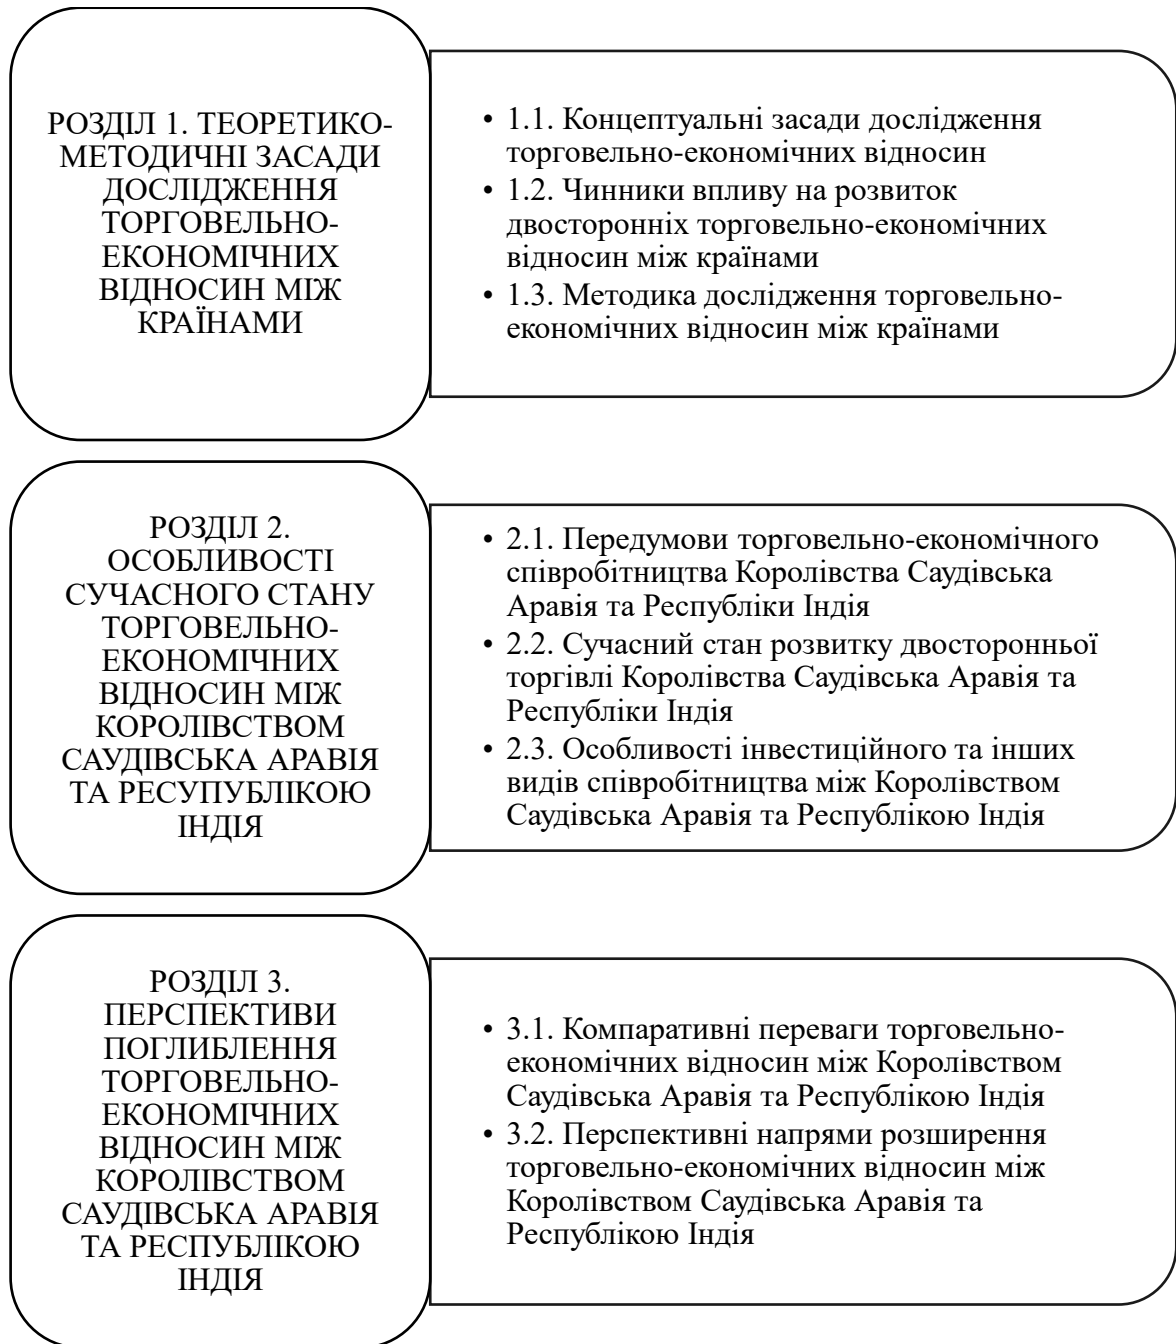 РОЗДІЛ 1. ТЕОРЕТИКО-
МЕТОДИЧНІ ЗАСАДИ
ДОСЛІДЖЕННЯ
ТОРГОВЕЛЬНО-
ЕКОНОМІЧНИХ
ВІДНОСИН МІЖ
КРАЇНАМИ
• 1.1. Концептуальні засади дослідження
торговельно-економічних відносин
• 1.2. Чинники впливу на розвиток
двосторонніх торговельно-економічних
відносин між країнами
• 1.3. Методика дослідження торговельно-
економічних відносин між країнами
РОЗДІЛ 2.
ОСОБЛИВОСТІ
СУЧАСНОГО СТАНУ
ТОРГОВЕЛЬНО-
ЕКОНОМІЧНИХ
ВІДНОСИН МІЖ
КОРОЛІВСТВОМ
САУДІВСЬКА АРАВІЯ
ТА РЕСУПУБЛІКОЮ
ІНДІЯ
• 2.1. Передумови торговельно-економічного
співробітництва Королівства Саудівська
Аравія та Республіки Індія
• 2.2. Сучасний стан розвитку двосторонньої
торгівлі Королівства Саудівська Аравія та
Республіки Індія
• 2.3. Особливості інвестиційного та інших
видів співробітництва між Королівством
Саудівська Аравія та Республікою Індія
РОЗДІЛ 3.
ПЕРСПЕКТИВИ
ПОГЛИБЛЕННЯ
ТОРГОВЕЛЬНО-
ЕКОНОМІЧНИХ
ВІДНОСИН МІЖ
КОРОЛІВСТВОМ
САУДІВСЬКА АРАВІЯ
ТА РЕСПУБЛІКОЮ
ІНДІЯ
• 3.1. Компаративні переваги торговельно-
економічних відносин між Королівством
Саудівська Аравія та Республікою Індія
• 3.2. Перспективні напрями розширення
торговельно-економічних відносин між
Королівством Саудівська Аравія та
Республікою Індія